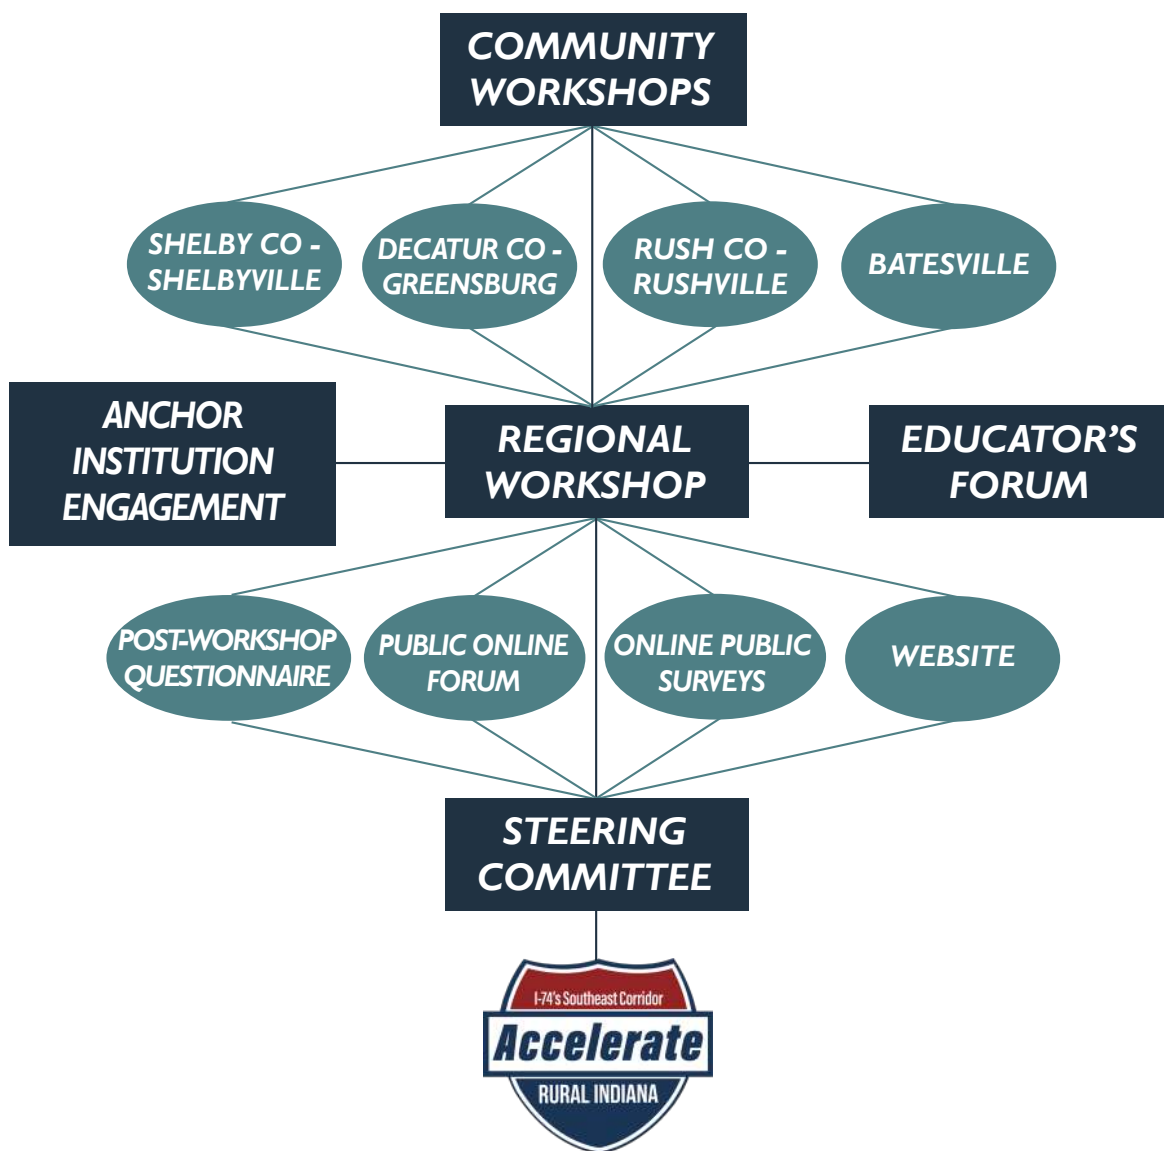 COMMUNITY
WORKSHOPS
SHELBY CO -
SHELBYVILLE
DECATUR CO -
GREENSBURG
RUSH CO -
RUSHVILLE
BATESVILLE
ANCHOR
INSTITUTION
ENGAGEMENT
REGIONAL
WORKSHOP
EDUCATOR’S
FORUM
POST-WORKSHOP
QUESTIONNAIRE
PUBLIC ONLINE
FORUM
ONLINE PUBLIC
SURVEYS
WEBSITE
STEERING
COMMITTEE
I-74's Southeast Corridor
Accelerate
RURAL INDIANA